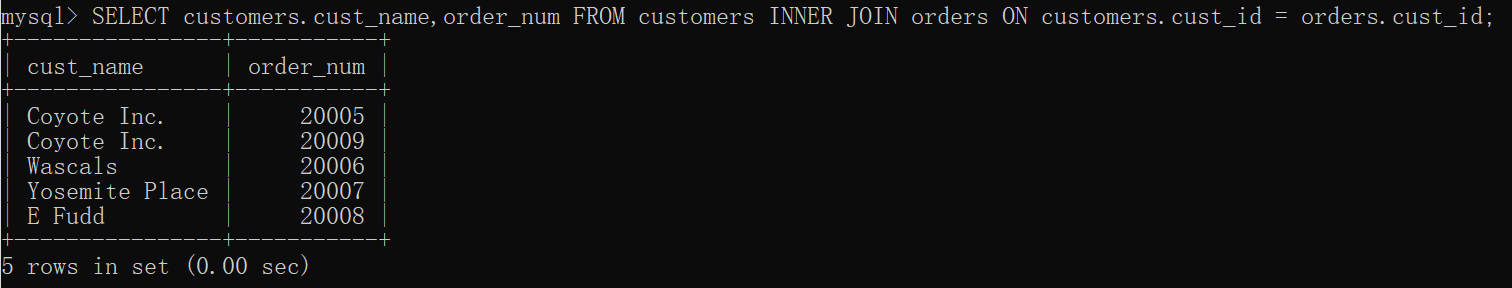 mysql> SELECT customers.cust_name,order_num FROM customers INNER JOIN orders ON customers.cust_id = orders.cust_id;
+----------------+-----------+
| cust_name      | order_num |
+----------------+-----------+
| Coyote Inc.    |     20005 |
| Coyote Inc.    |     20009 |
| Wascals        |     20006 |
| Yosemite Place |     20007 |
| E Fudd         |     20008 |
+----------------+-----------+
5 rows in set (0.00 sec)